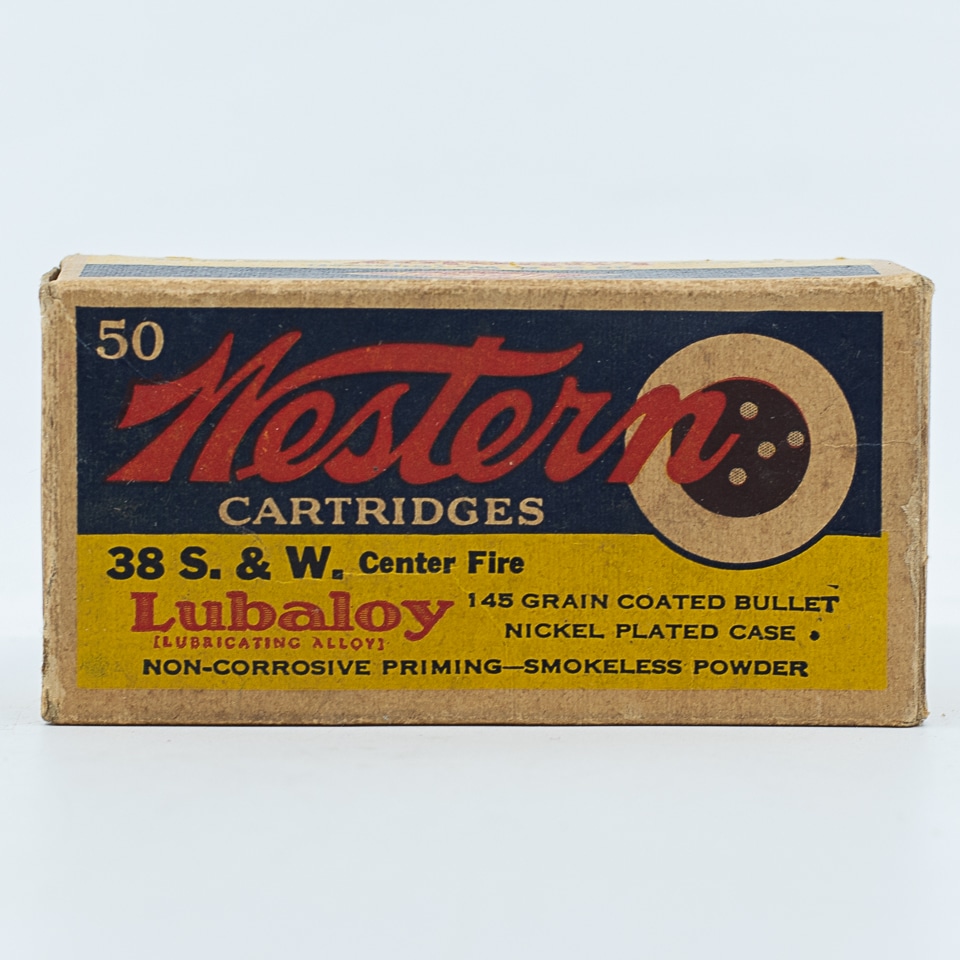 50
Western
CARTRIDGES
38 S. & W. Center Fire
Lubaloy
[LUBRICATING ALLOY]
145 GRAIN COATED BULLET
NICKEL PLATED CASE .
NON-CORROSIVE PRIMING—SMOKELESS POWDER